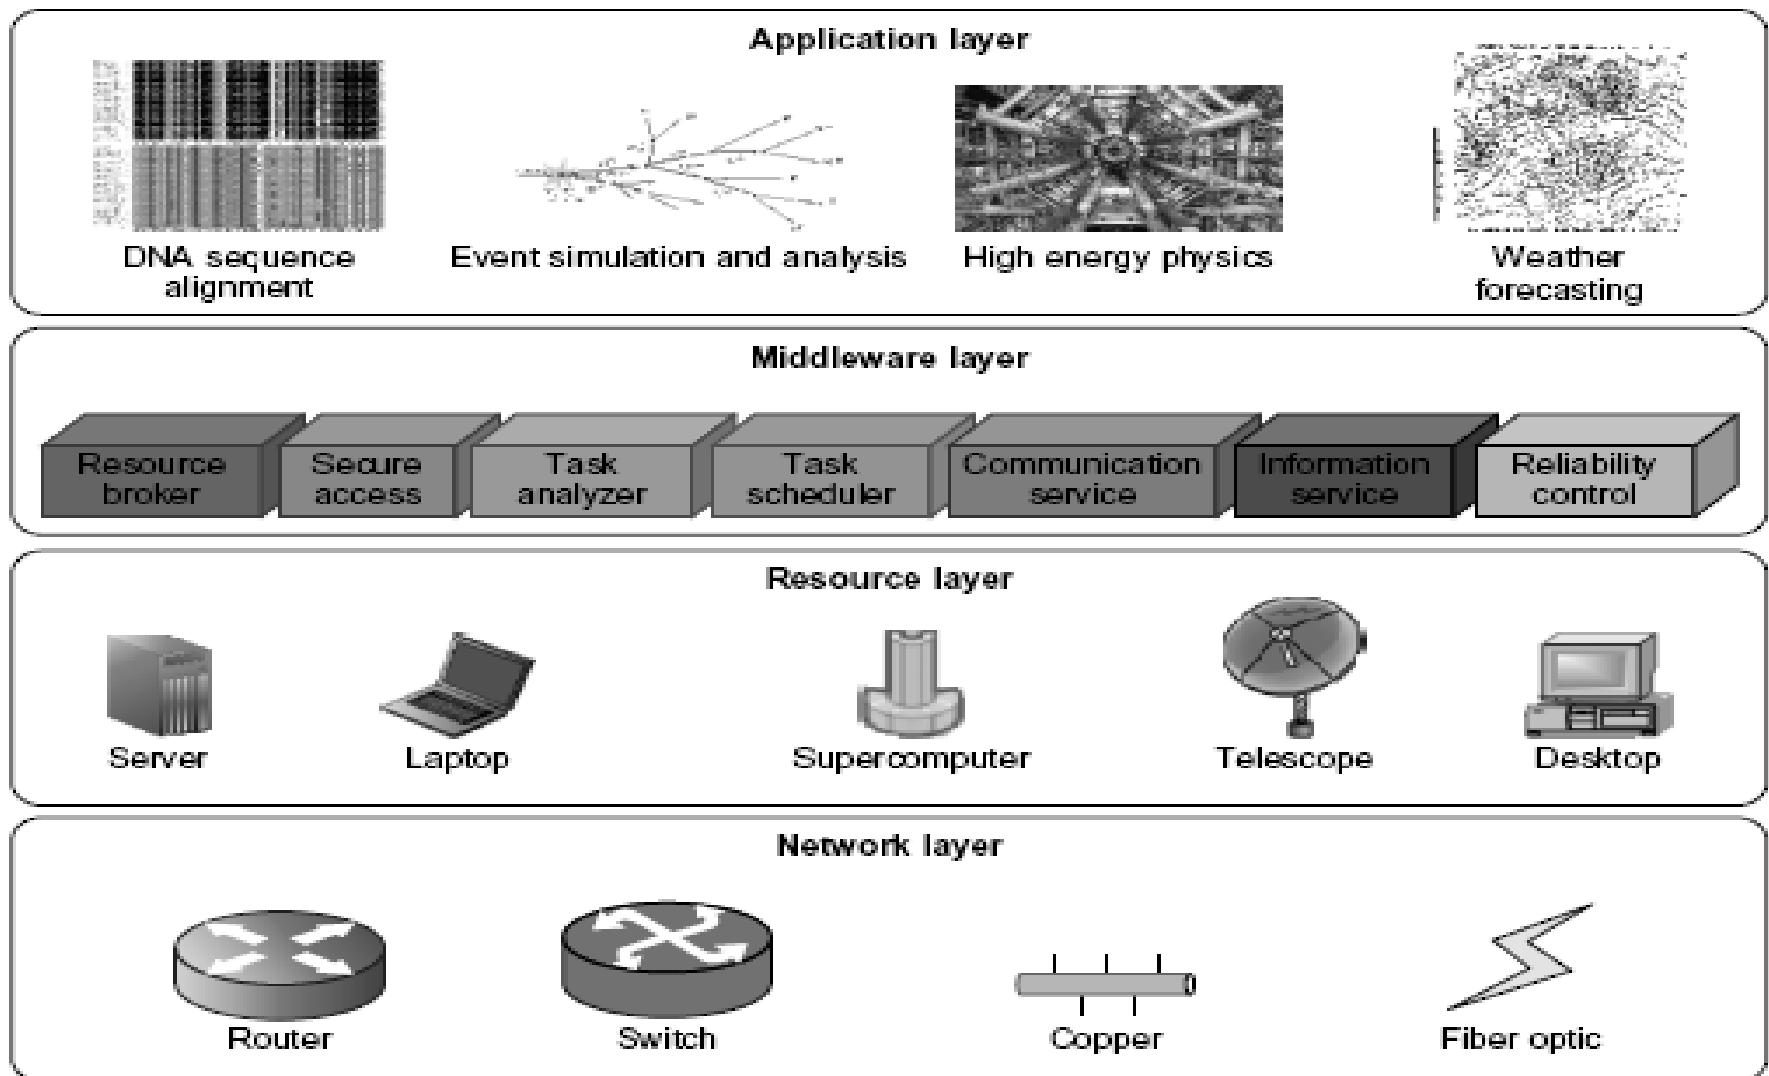 Application layer
DNA sequence
alignment
Event simulation and analysis
High energy physics
Weather
forecasting
Middleware layer
Resource
broker
Secure
access
Task
analyzer
Task
scheduler
Communication
service
Information
service
Reliability
control
Resource layer
Server
Laptop
Supercomputer
Telescope
Desktop
Network layer
Router
Switch
Copper
Fiber optic